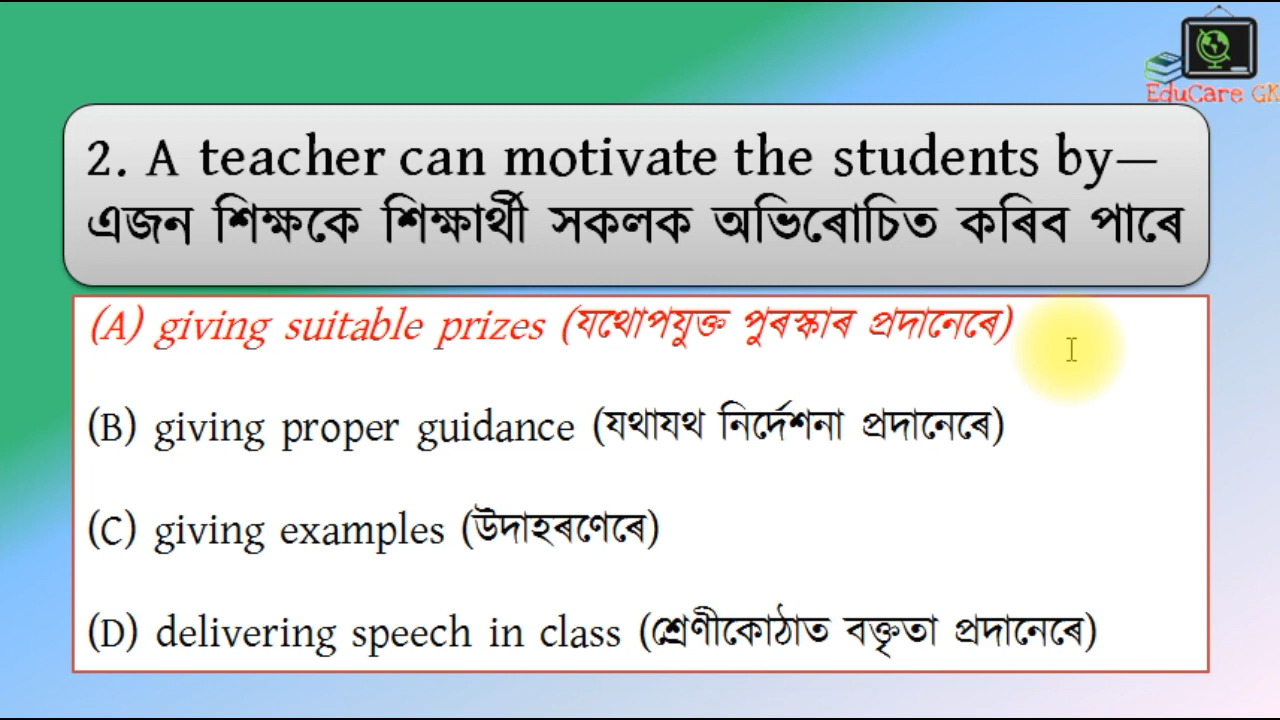 EduCare GK
2. A teacher can motivate the students by—
এজন শিক্ষকে শিক্ষাৰ্থী সকলক অভিৰোচিত কৰিব পাৰে
(A) giving suitable prizes (যথোপযুক্ত পুৰস্কাৰ প্ৰদানেৰে)
(B) giving proper guidance (যথাযথ নিৰ্দেশনা প্ৰদানেৰে)
(C) giving examples (উদাহৰণেৰে)
(D) delivering speech in class (শ্ৰেণীকোঠাত বক্তৃতা প্ৰদানেৰে)